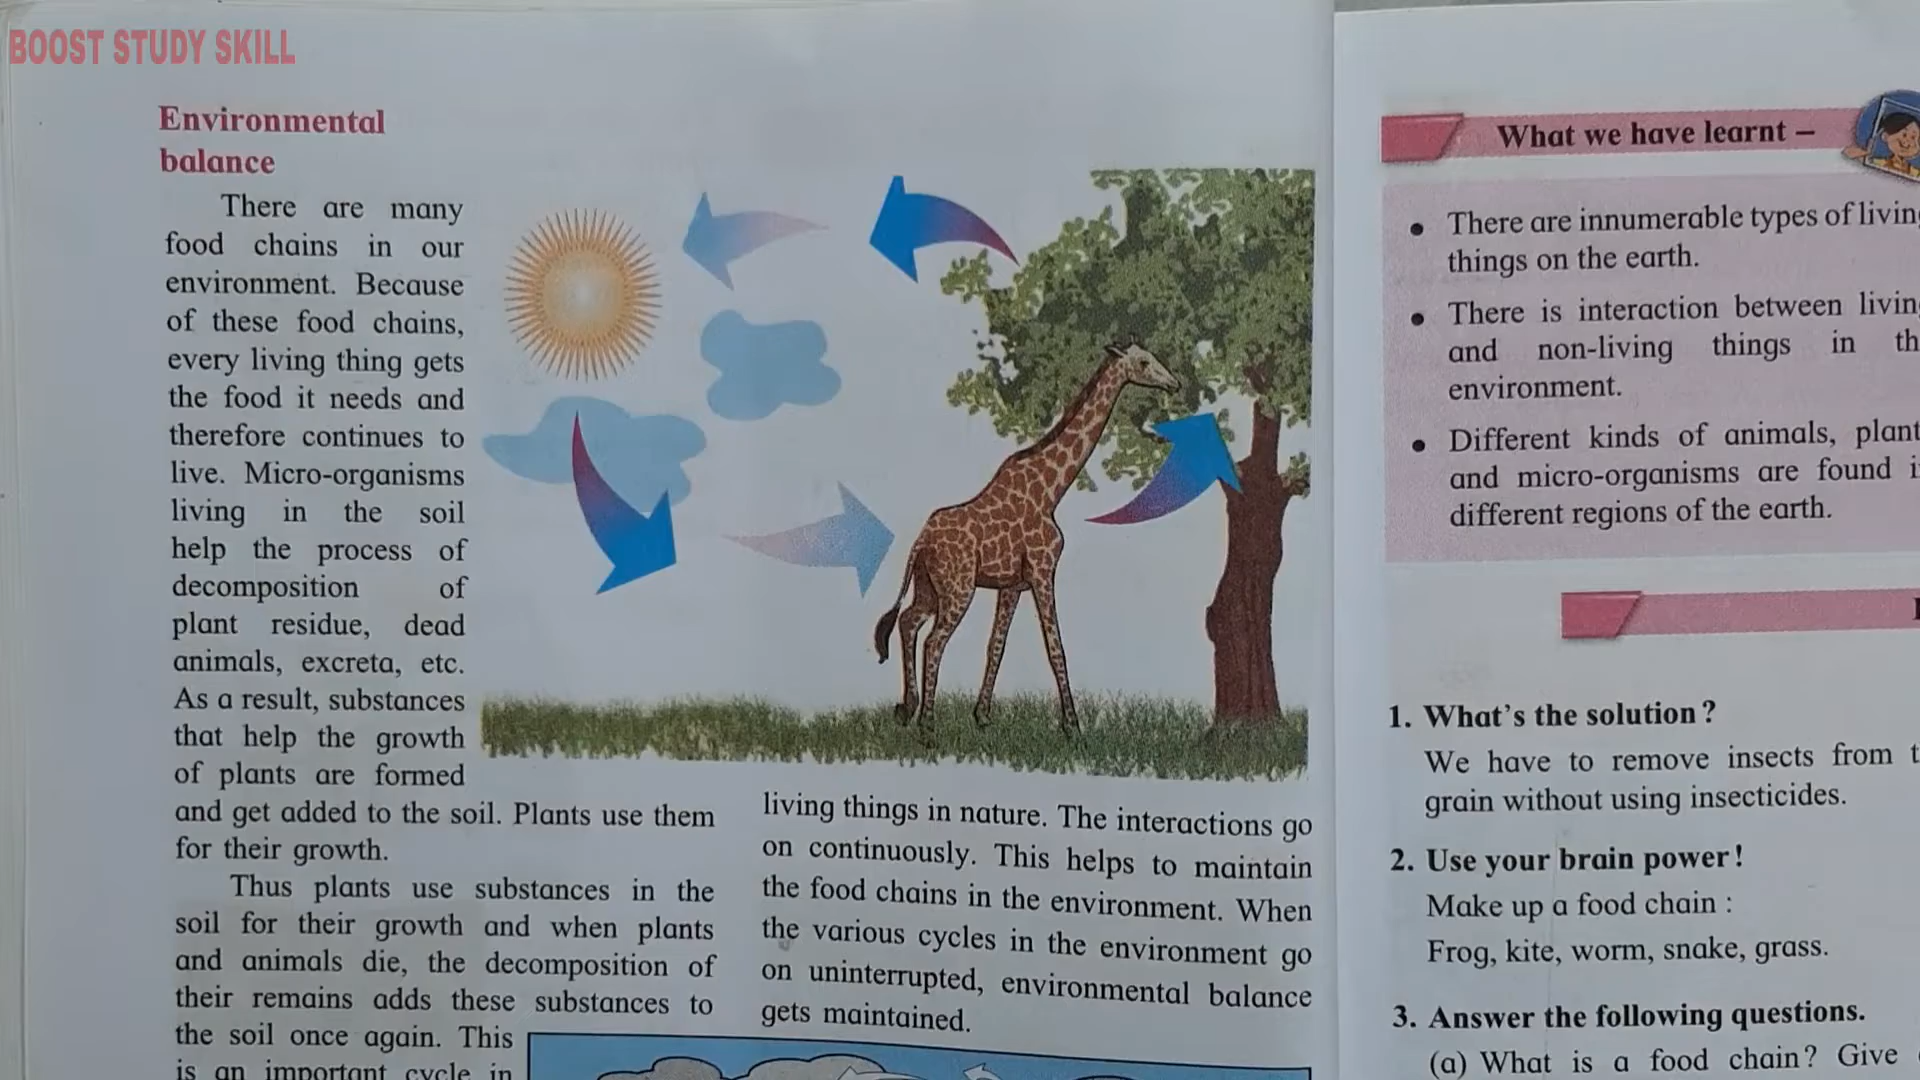 BOOST STUDY SKILL
Environmental
balance
There are many
food chains in our
environment. Because
of these food chains,
every living thing gets
the food it needs and
therefore continues to
live. Micro-organisms
living in the soil
help the process of
decomposition of
plant residue, dead
animals, excreta, etc.
As a result, substances
that help the growth
of plants are formed
and get added to the soil. Plants use them
for their growth.
Thus plants use substances in the
soil for their growth and when plants
and animals die, the decomposition of
their remains adds these substances to
the soil once again. This
is an important cycle in
living things in nature. The interactions go
on continuously. This helps to maintain
the food chains in the environment. When
the various cycles in the environment go
on uninterrupted, environmental balance
gets maintained.
What we have learnt –
• There are innumerable types of living
things on the earth.
• There is interaction between livin
and non-living things in th
environment.
• Different kinds of animals, plant
and micro-organisms are found i
different regions of the earth.
1. What's the solution?
We have to remove insects from t
grain without using insecticides.
2. Use your brain power!
Make up a food chain :
Frog, kite, worm, snake, grass.
3. Answer the following questions.
(a) What is a food chain? Give